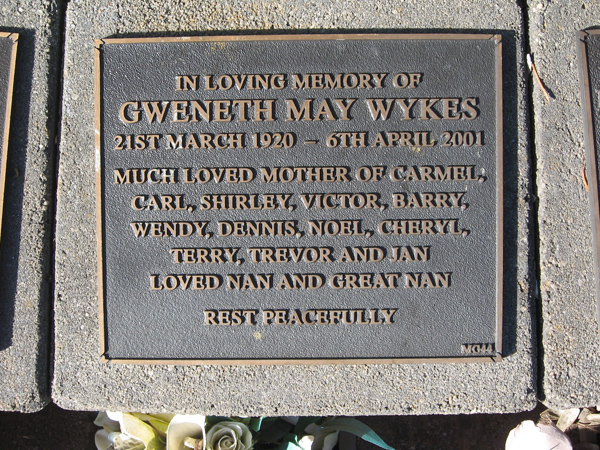 IN LOVING MEMORY OF
GWENETH MAY WYKES
21ST MARCH 1920 – 6TH APRIL 2001
MUCH LOVED MOTHER OF CARMEL,
CARL, SHIRLEY, VICTOR, BARRY,
WENDY, DENNIS, NOEL, CHERYL,
TERRY, TREVOR AND JAN
LOVED NAN AND GREAT NAN
REST PEACEFULLY